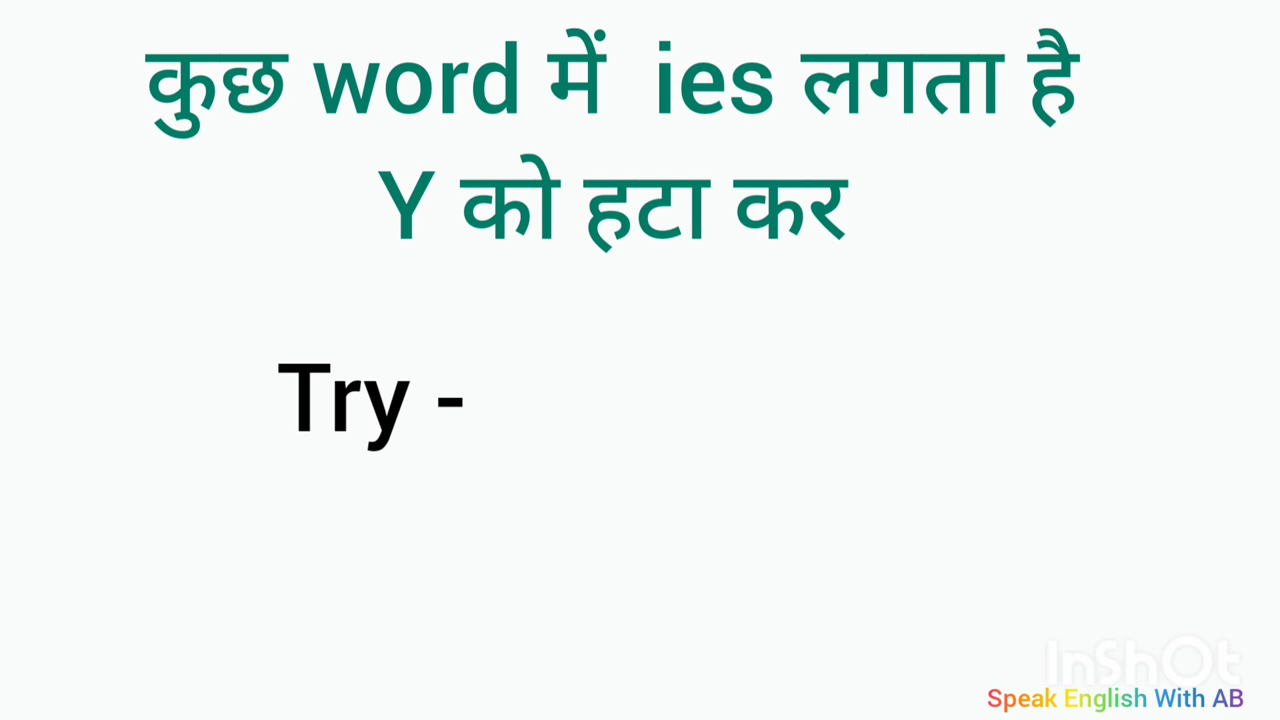 कुछ word में ies लगता है
Y को हटा कर
Try -
InShOt
Speak English With AB